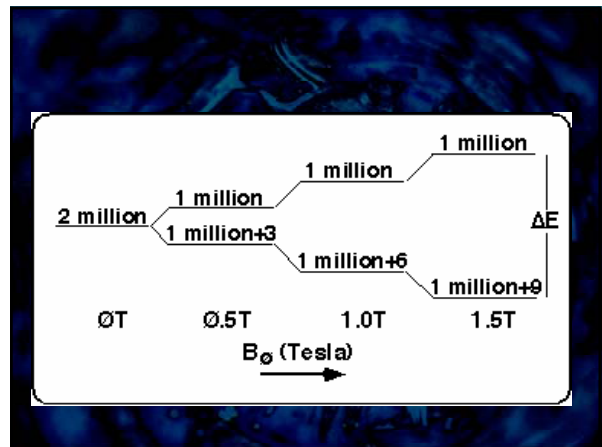 1 million
1 million
1 million
2 million
ΔE
1 million+3
1 million+6
1 million+9
ØT Ø.5T 1.0T 1.5T
BØ (Tesla)